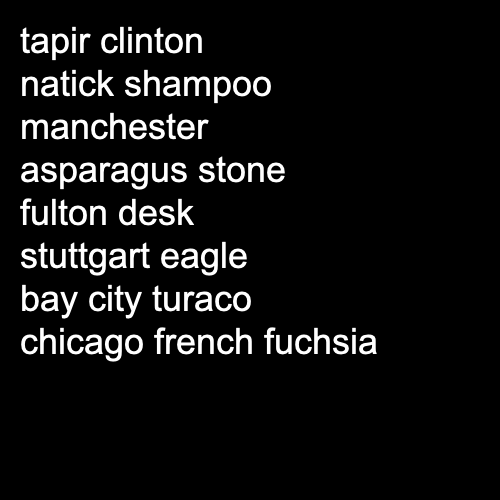 tapir clinton
natick shampoo
manchester
asparagus stone
fulton desk
stuttgart eagle
bay city turaco
chicago french fuchsia